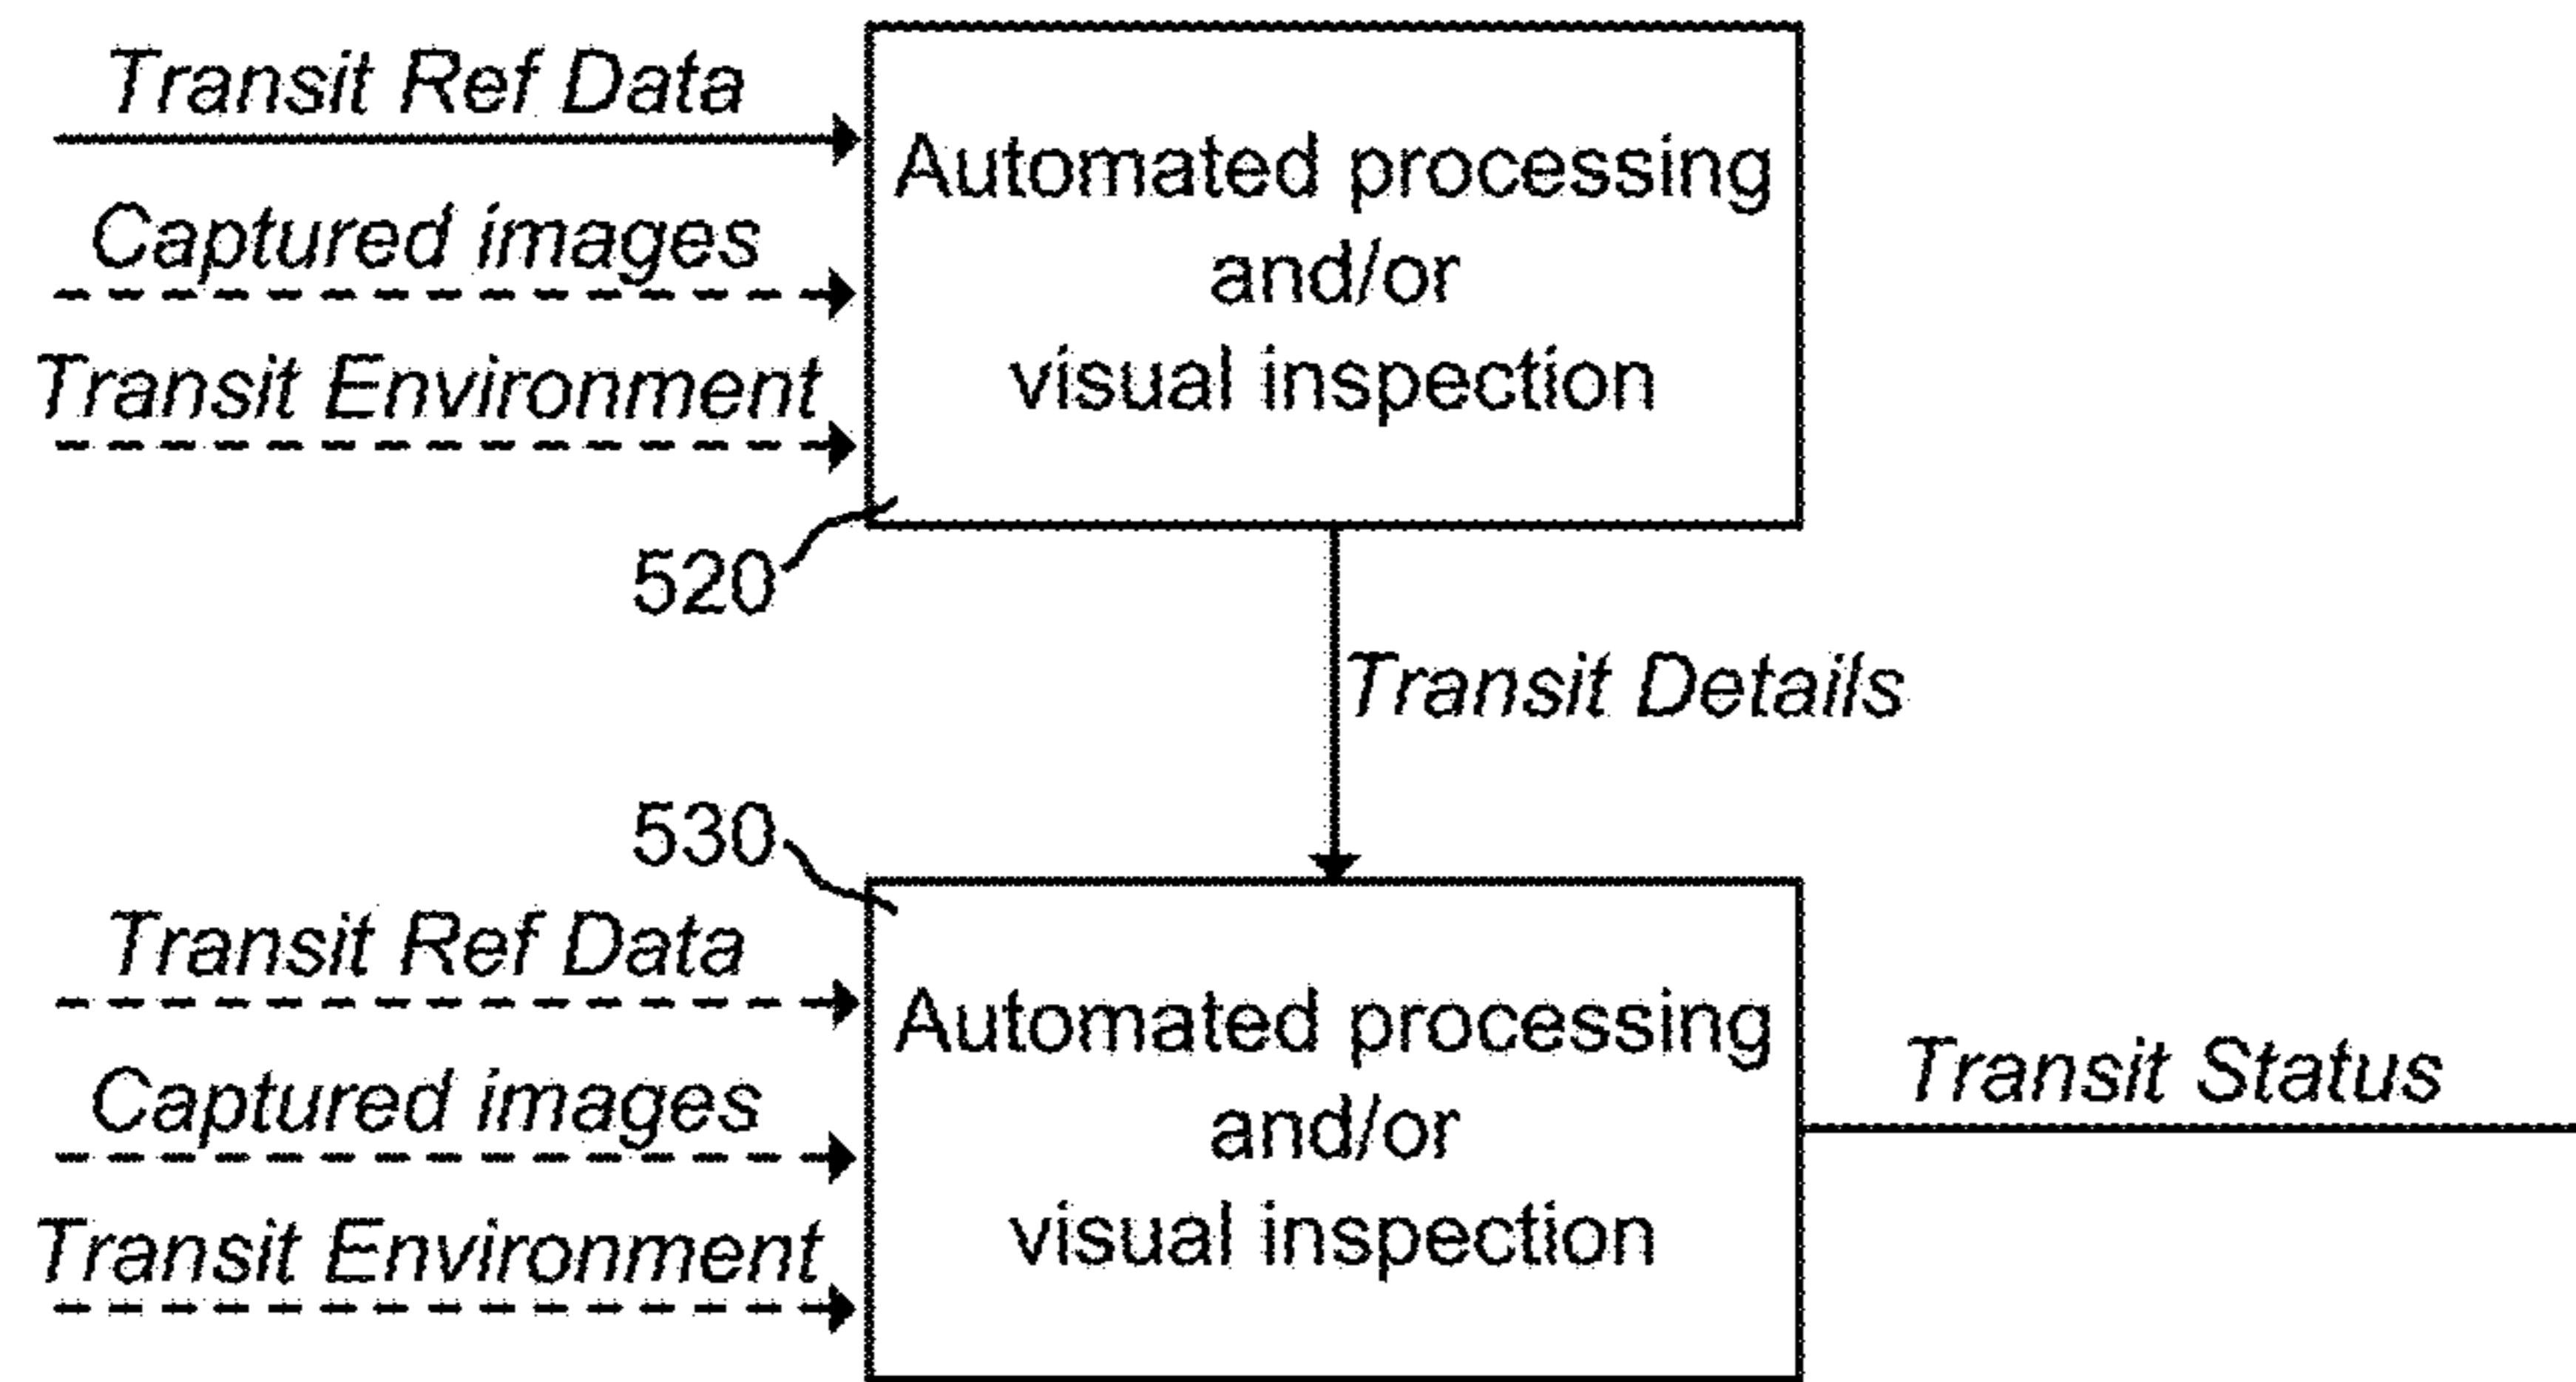 Transit Ref Data
Captured images
Transit Environment
Automated processing
and/or
visual inspection
520
Transit Details
530
Transit Ref Data
Captured images
Transit Environment
Automated processing
and/or
visual inspection
Transit Status